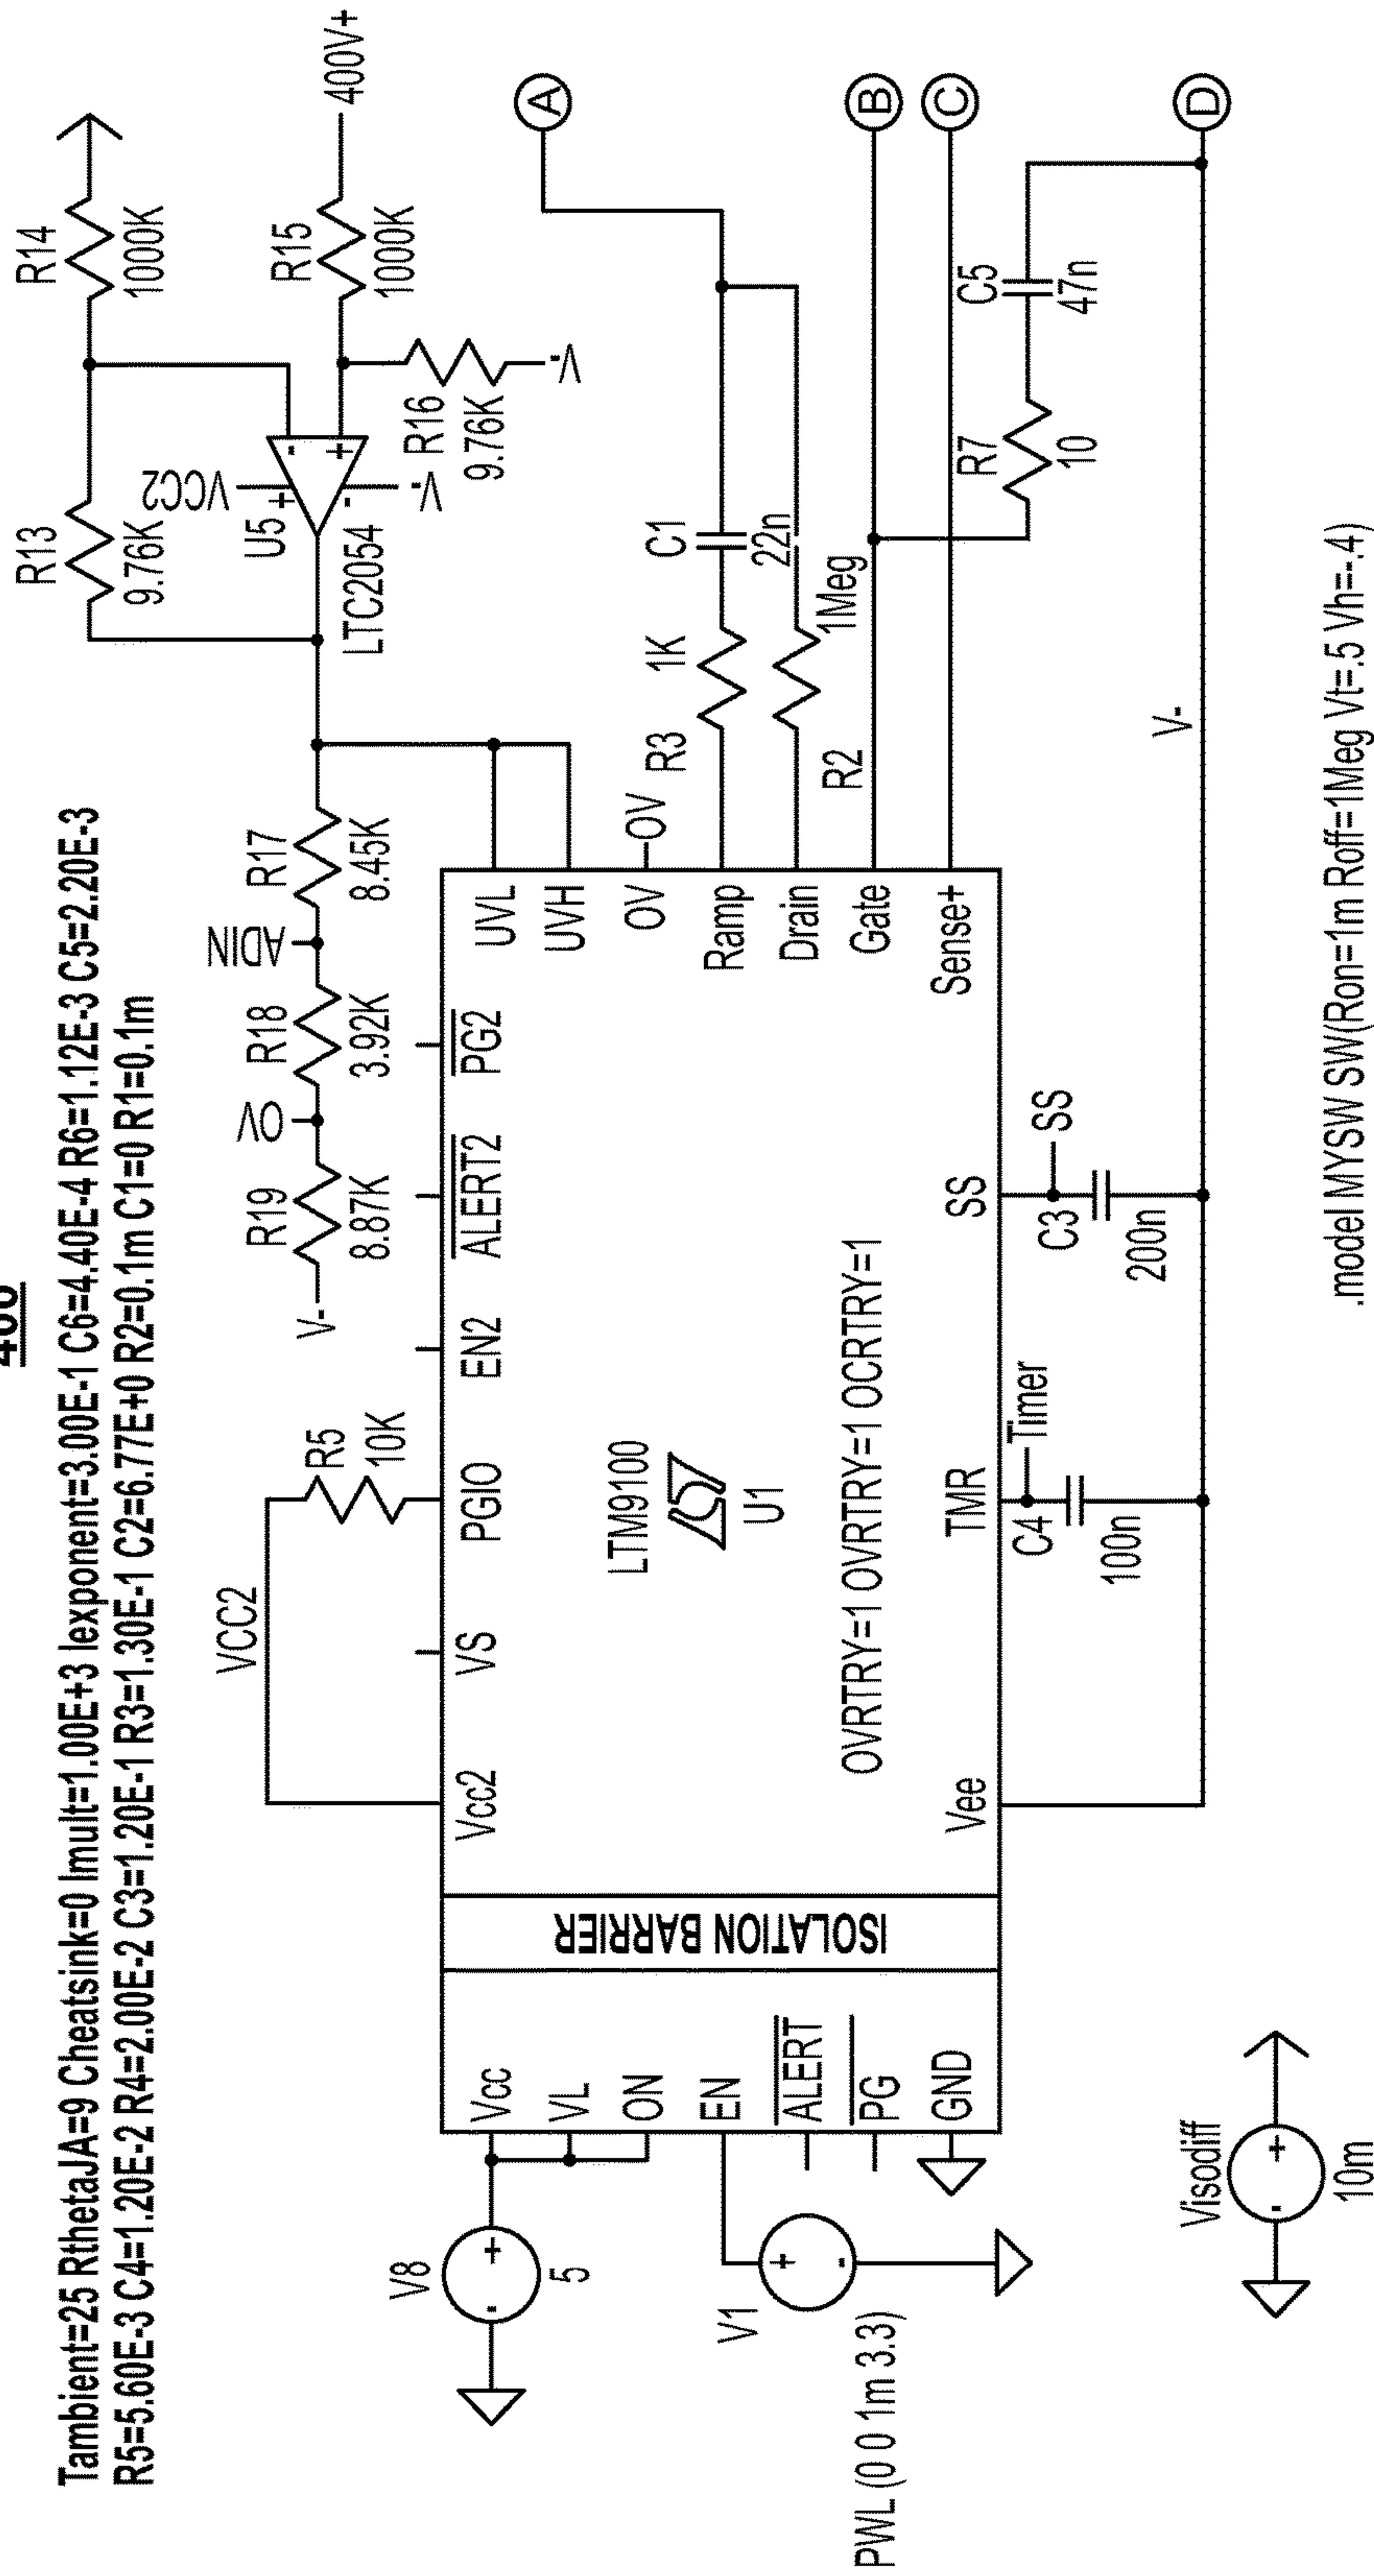 Tambient=25 RthetaJA=9 Cheatsink=0 Imult=1.00E+3 Iexponent=3.00E-1 C6=4.40E-4 R6=1.12E-3 C5=2.20E-3
R5=5.60E-3 C4=1.20E-2 R4=2.00E-2 C3=1.20E-1 R3=1.30E-1 C2=6.77E+0 R2=0.1m C1=0 R1=0.1m
R13
9.76K
R14
1000K
VCC2
U5
+
-
-
+
V-
LTC2054
R15
1000K
400V+
R16
9.76K
V-
V-
R19
8.87K
OV
R18
3.92K
ADIN
R17
8.45K
VCC2
R5
10K
V8
-
+
5
Vcc
VL
ON
EN
ALERT
PG
GND
ISOLATION BARRIER
Vcc2
VS
PGIO
EN2
ALERT2
PG2
UVL
UVH
OV
OV
Ramp
Drain
Gate
Sense+
LTM9100
U1
OVRTRY=1 OVRTRY=1 OCRTRY=1
Vee
TMR
SS
R3
1K
C1
22n
R2
1Meg
A
B
C
D
R7
10
C5
47n
V1
+
-
PWL (0 0 1m 3.3)
C4
100n
Timer
C3
200n
SS
V-
Visodiff
-
+
10m
.model MYSW SW(Ron=1m Roff=1Meg Vt=.5 Vh=-.4)